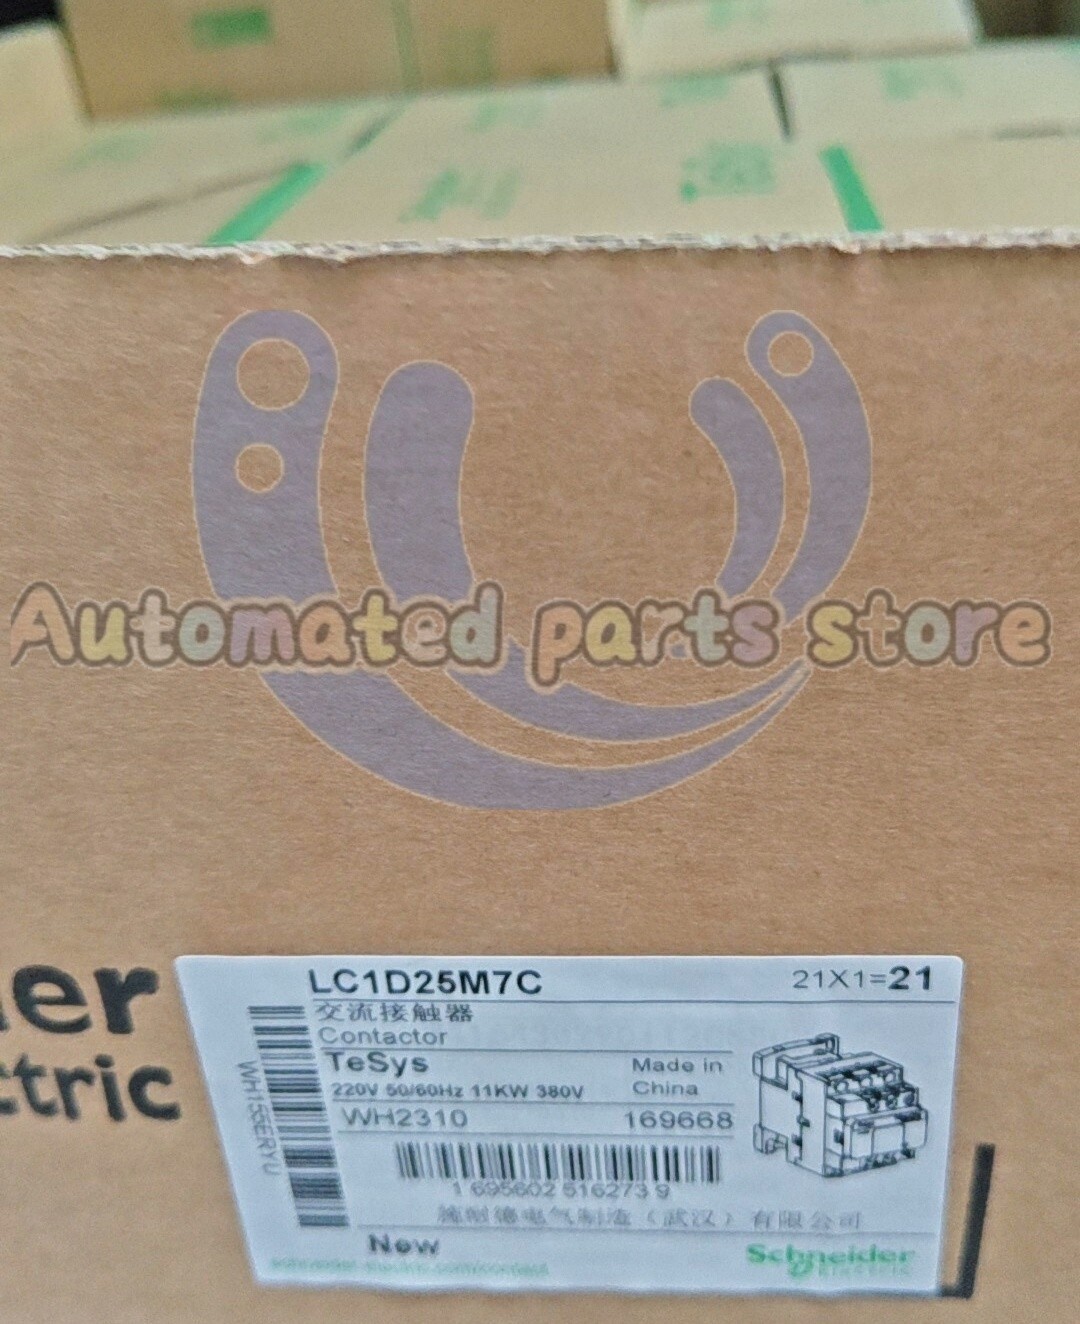 Automated parts store
er
ctric
LC1D25M7C
21X1=21
交流接触器
Contactor
TeSys
Made in
China
220V 50/60Hz 11KW 380V
WH2310
169668
WH155ERYU
1 695602 516273 9
施耐德电气制造（武汉）有限公司
New
Schneider
Electric